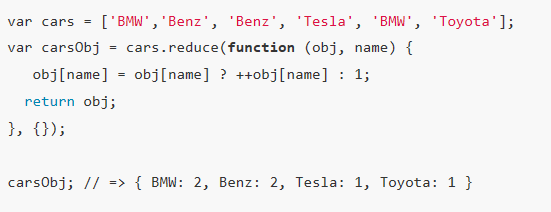 var cars = ['BMW','Benz', 'Benz', 'Tesla', 'BMW', 'Toyota'];
var carsObj = cars.reduce(function (obj, name) {
   obj[name] = obj[name] ? ++obj[name] : 1;
  return obj;
}, {});

carsObj; // => { BMW: 2, Benz: 2, Tesla: 1, Toyota: 1 }